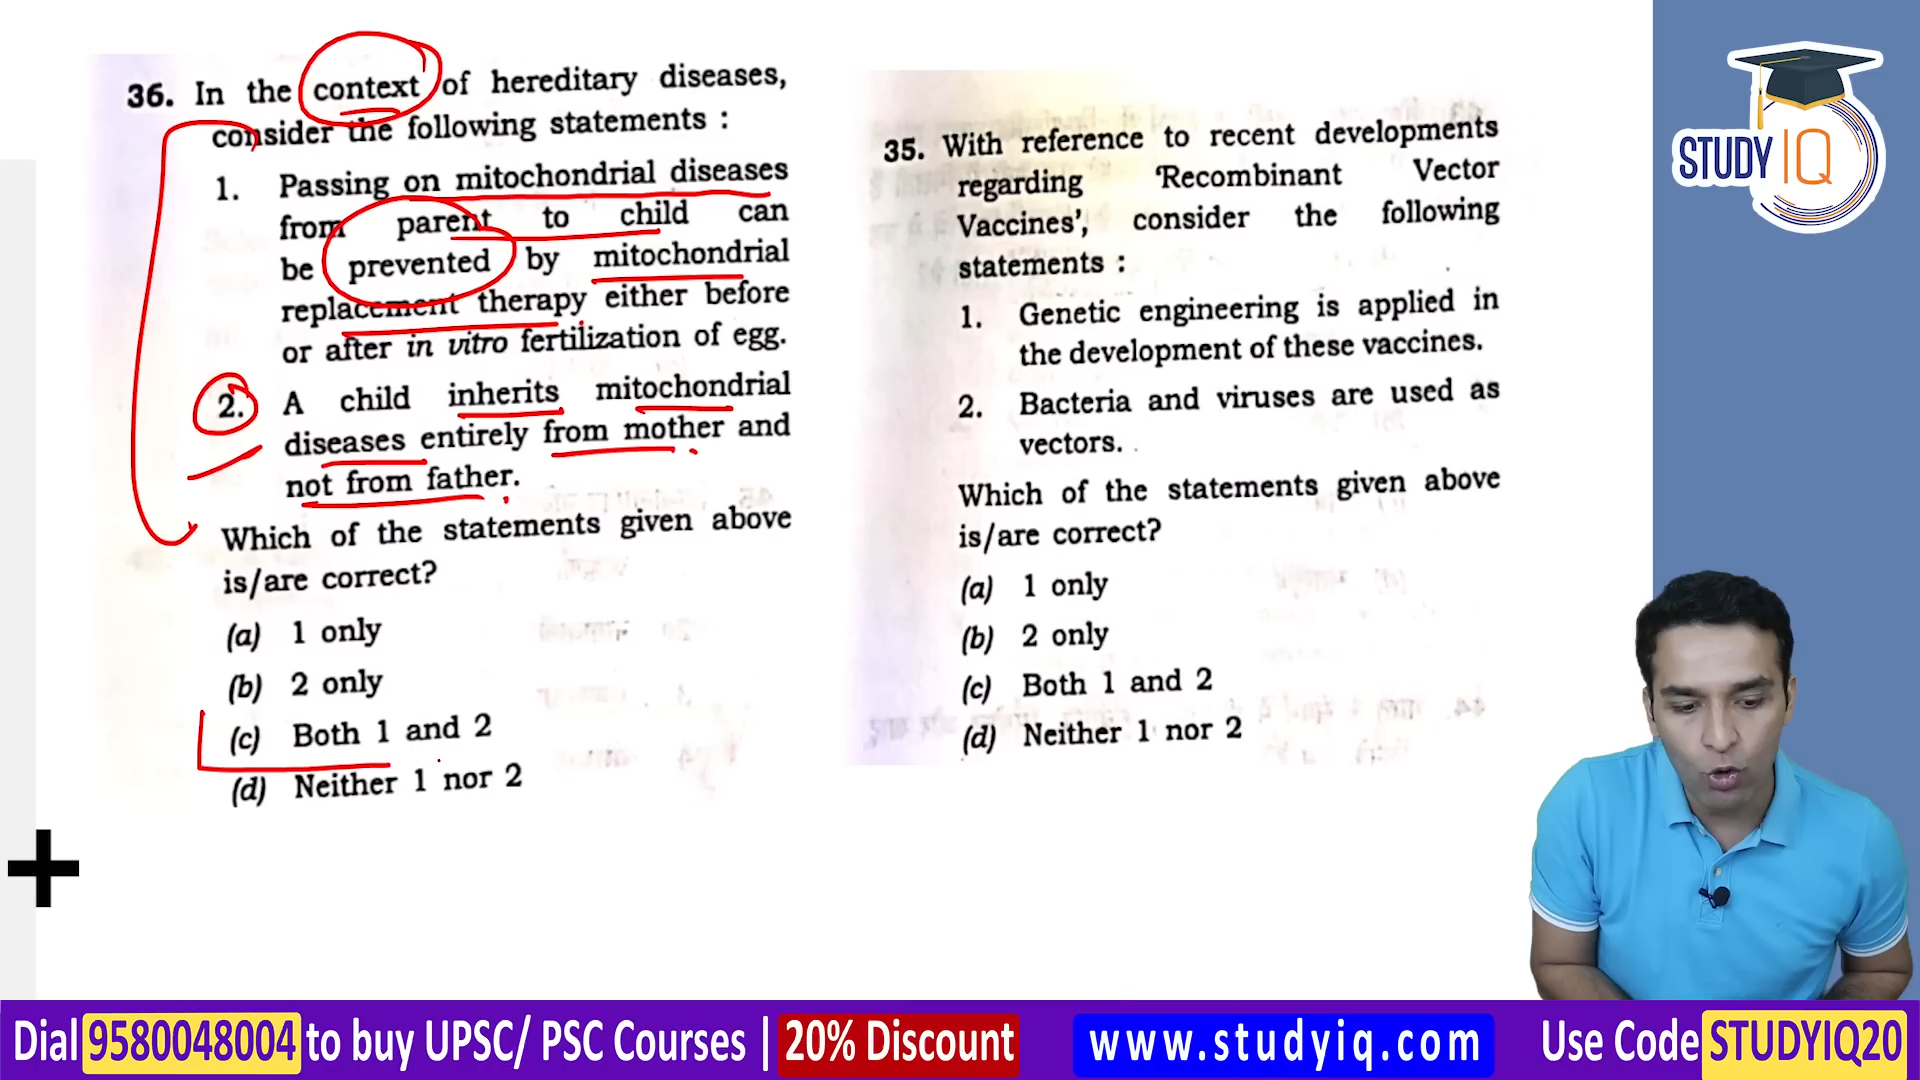 36. In the context of hereditary diseases,
consider the following statements :
1. Passing on mitochondrial diseases
from parent to child can
be prevented by mitochondrial
replacement therapy either before
or after in vitro fertilization of egg.
2. A child inherits mitochondrial
diseases entirely from mother and
not from father.
Which of the statements given above
is/are correct?
(a) 1 only
(b) 2 only
(c) Both 1 and 2
(d) Neither 1 nor 2
35. With reference to recent developments
regarding ‘Recombinant Vector
Vaccines’, consider the following
statements :
1. Genetic engineering is applied in
the development of these vaccines.
2. Bacteria and viruses are used as
vectors.
Which of the statements given above
is/are correct?
(a) 1 only
(b) 2 only
(c) Both 1 and 2
(d) Neither 1 nor 2
STUDY IQ
Dial 9580048004 to buy UPSC/ PSC Courses | 20% Discount www.studyiq.com Use Code STUDYIQ20